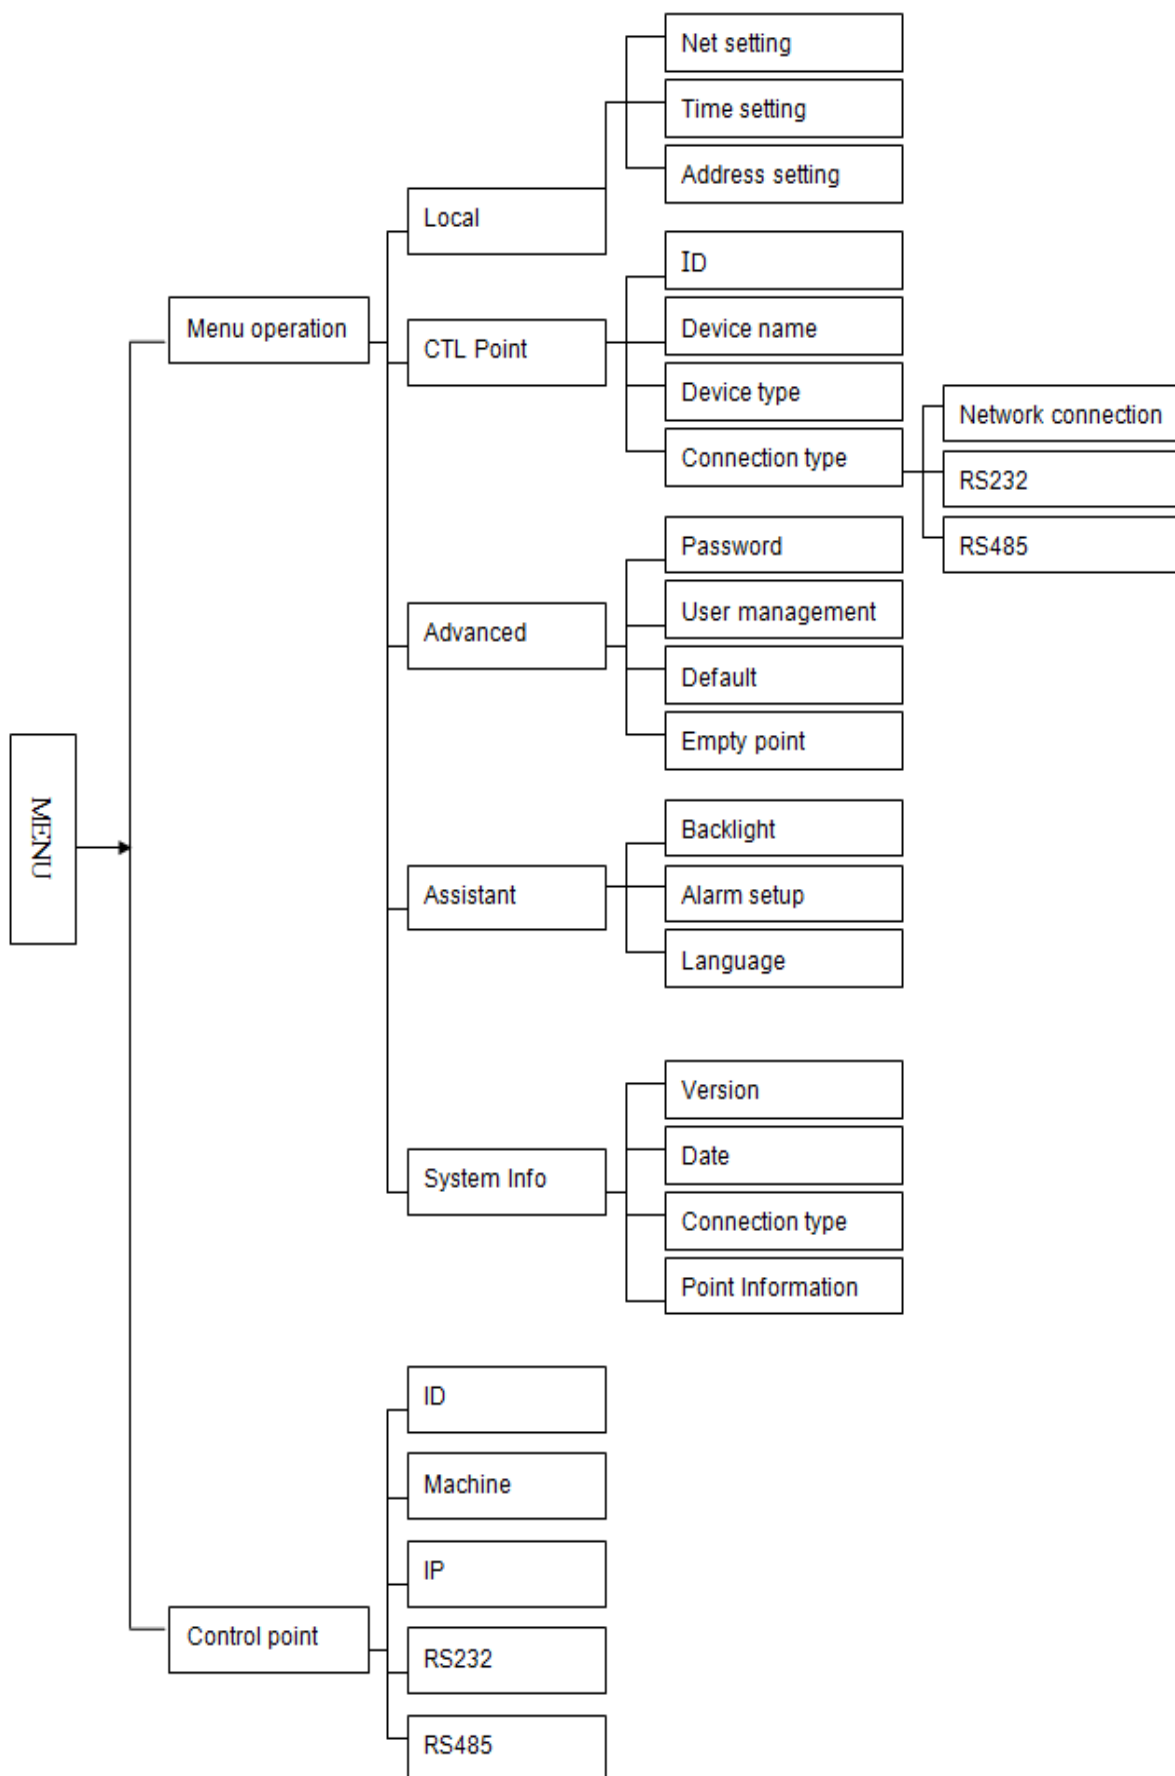 MENU
Menu operation
Local
Net setting
Time setting
Address setting
CTL Point
ID
Device name
Device type
Connection type
Network connection
RS232
RS485
Advanced
Password
User management
Default
Empty point
Assistant
Backlight
Alarm setup
Language
System Info
Version
Date
Connection type
Point Information
Control point
ID
Machine
IP
RS232
RS485